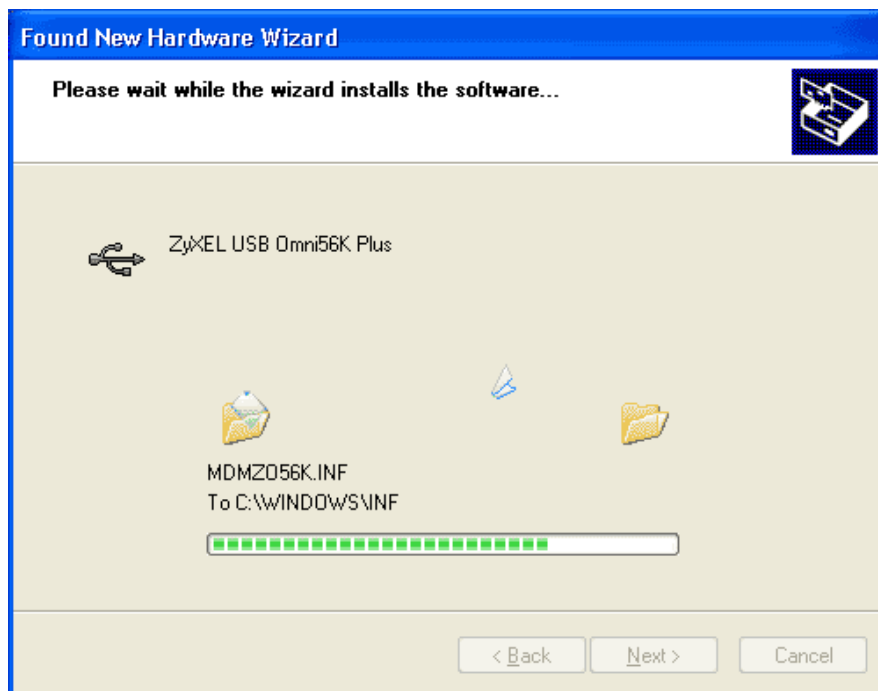 Found New Hardware Wizard
Please wait while the wizard installs the software...
ZyXEL USB Omni56K Plus
MDMZO56K.INF
To C:\WINDOWS\INF
< Back
Next >
Cancel